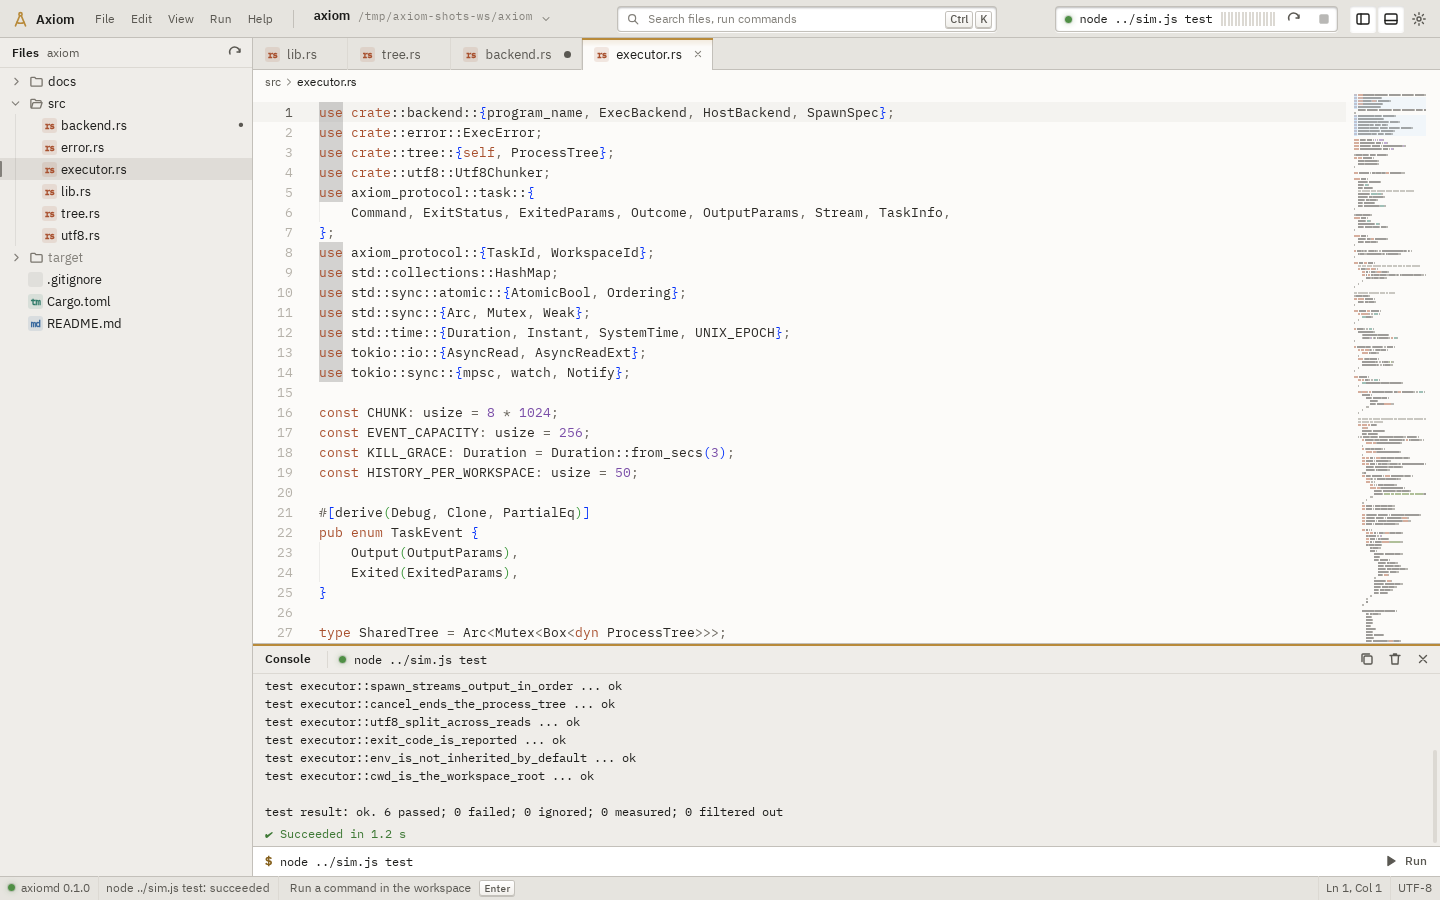 Axiom File Edit View Run Help axiom /tmp/axiom-shots-ws/axiom Search files, run commands Ctrl K node ../sim.js test
Files axiom
docs
src
backend.rs
error.rs
executor.rs
lib.rs
tree.rs
utf8.rs
target
.gitignore
Cargo.toml
README.md
lib.rs tree.rs backend.rs executor.rs
src executor.rs
1 use crate::backend::{program_name, ExecBackend, HostBackend, SpawnSpec};
2 use crate::error::ExecError;
3 use crate::tree::{self, ProcessTree};
4 use crate::utf8::Utf8Chunker;
5 use axiom_protocol::task::{
6 Command, ExitStatus, ExitedParams, Outcome, OutputParams, Stream, TaskInfo,
7 };
8 use axiom_protocol::{TaskId, WorkspaceId};
9 use std::collections::HashMap;
10 use std::sync::atomic::{AtomicBool, Ordering};
11 use std::sync::{Arc, Mutex, Weak};
12 use std::time::{Duration, Instant, SystemTime, UNIX_EPOCH};
13 use tokio::io::{AsyncRead, AsyncReadExt};
14 use tokio::sync::{mpsc, watch, Notify};
15
16 const CHUNK: usize = 8 * 1024;
17 const EVENT_CAPACITY: usize = 256;
18 const KILL_GRACE: Duration = Duration::from_secs(3);
19 const HISTORY_PER_WORKSPACE: usize = 50;
20
21 #[derive(Debug, Clone, PartialEq)]
22 pub enum TaskEvent {
23 Output(OutputParams),
24 Exited(ExitedParams),
25 }
26
27 type SharedTree = Arc<Mutex<Box<dyn ProcessTree>>>;
Console node ../sim.js test
test executor::spawn_streams_output_in_order ... ok
test executor::cancel_ends_the_process_tree ... ok
test executor::utf8_split_across_reads ... ok
test executor::exit_code_is_reported ... ok
test executor::env_is_not_inherited_by_default ... ok
test executor::cwd_is_the_workspace_root ... ok
test result: ok. 6 passed; 0 failed; 0 ignored; 0 measured; 0 filtered out
✔ Succeeded in 1.2 s
$ node ../sim.js test Run
axiomd 0.1.0 node ../sim.js test: succeeded Run a command in the workspace Enter Ln 1, Col 1 UTF-8